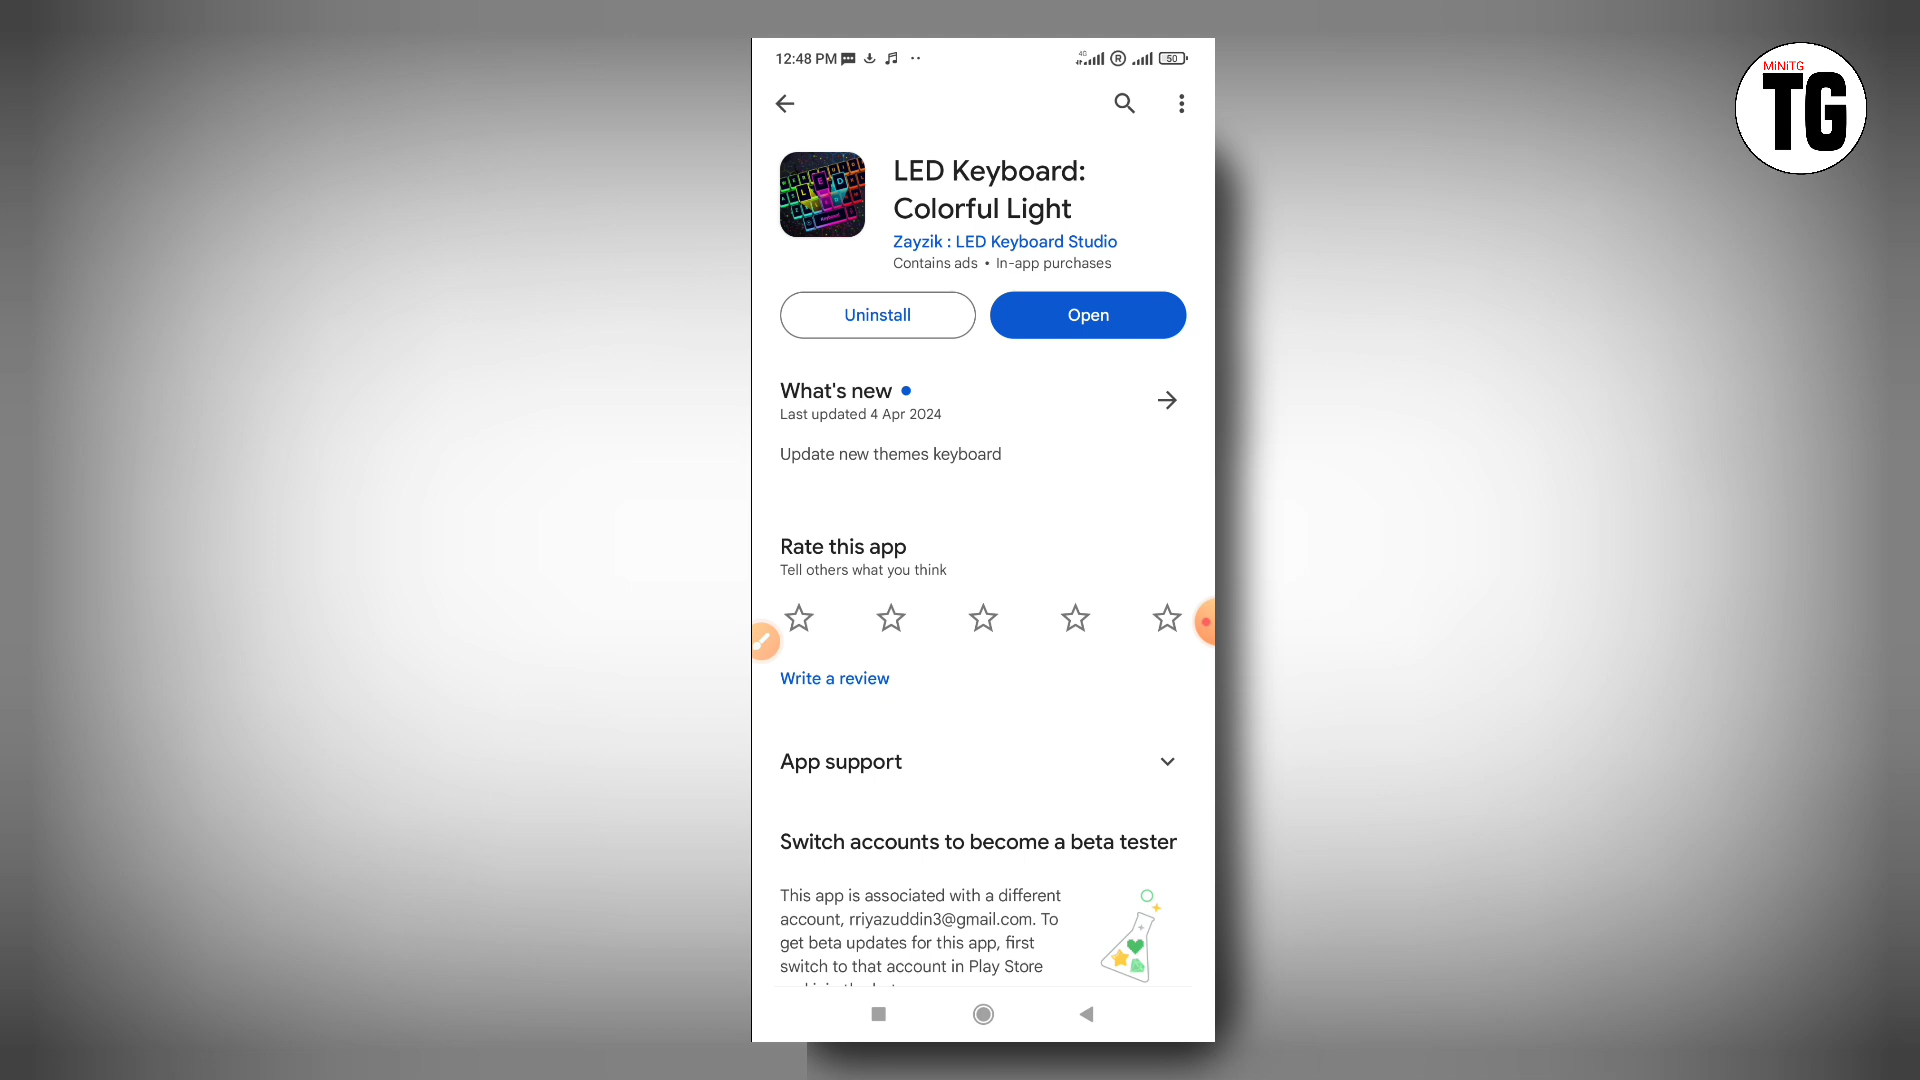 12:48 PM
4G
R
50
MiNiTG
TG
LED Keyboard:
Colorful Light
Zayzik : LED Keyboard Studio
Contains ads • In-app purchases
Uninstall
Open
What's new
Last updated 4 Apr 2024
Update new themes keyboard
Rate this app
Tell others what you think
Write a review
App support
Switch accounts to become a beta tester
This app is associated with a different
account, rriyazuddin3@gmail.com. To
get beta updates for this app, first
switch to that account in Play Store